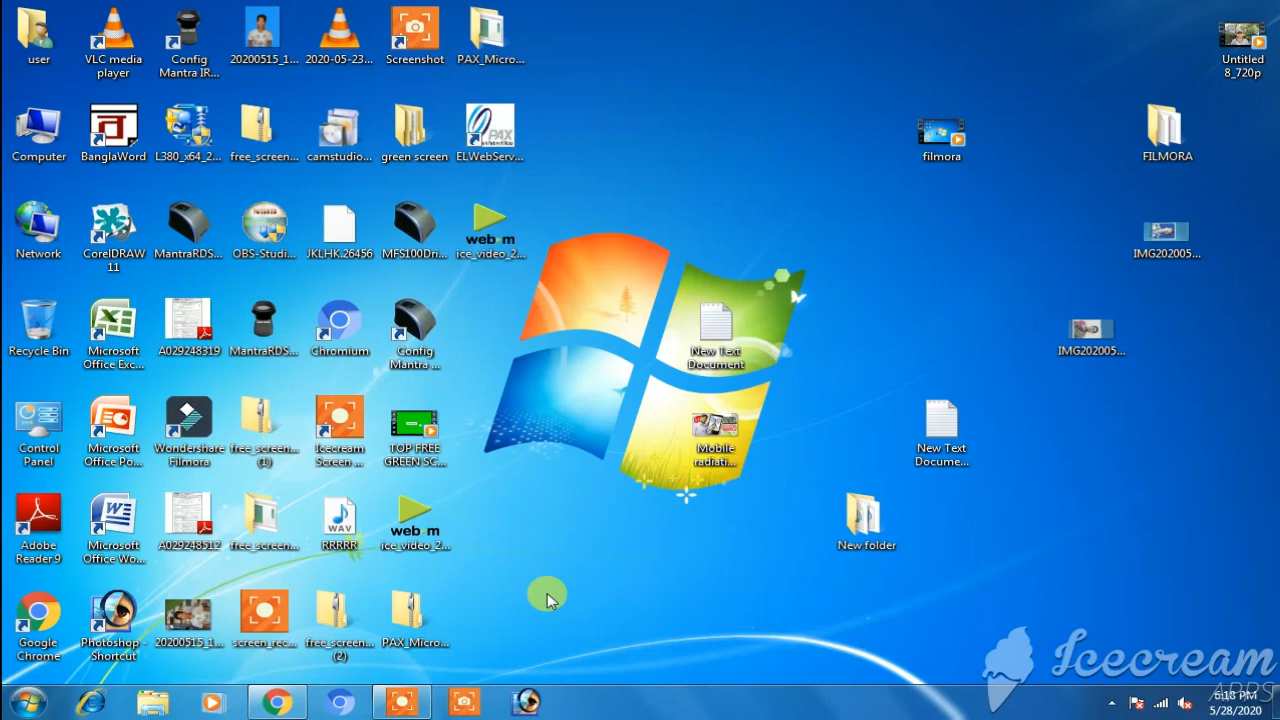 user
VLC media
player
Config
Mantra IR...
20200515_1...
2020-05-23...
Screenshot
PAX_Micro...
Untitled
8_720p
Computer
BanglaWord
L380_x64_2...
free_screen...
camstudio...
green screen
PAX
ELWebServ...
filmora
FILMORA
Network
CorelDRAW
11
MantraRDS...
OBS-Studi...
JKLHK.26456
MFS100Dri...
webm
ice_video_2...
IMG202005...
Recycle Bin
Microsoft
Office Exc...
A029248319
MantraRDS...
Chromium
Config
Mantra ...
New Text
Document
IMG202005...
Control
Panel
Microsoft
Office Po...
Wondershare
Filmora
free_screen...
(1)
Icecream
Screen ...
TOP FREE
GREEN SC...
Mobile
radiati...
New Text
Docume...
Adobe
Reader 9
Microsoft
Office Wo...
A029248512
free_screen...
WAV
RRRRR
webm
ice_video_2...
New folder
Google
Chrome
Photoshop -
Shortcut
20200515_1...
screen_rec...
free_screen...
(2)
PAX_Micro...
Icecream
APPS
6:18 PM
5/28/2020